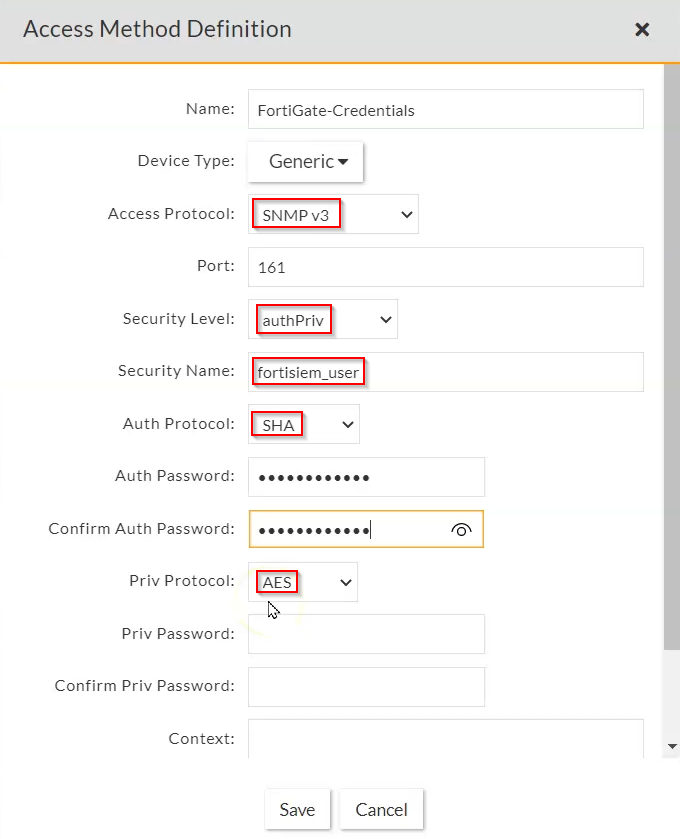 Access Method Definition
Name: FortiGate-Credentials
Device Type: Generic
Access Protocol: SNMP v3
Port: 161
Security Level: authPriv
Security Name: fortisiem_user
Auth Protocol: SHA
Auth Password: ••••••••••••
Confirm Auth Password: ••••••••••••
Priv Protocol: AES
Priv Password:
Confirm Priv Password:
Context:
Save Cancel